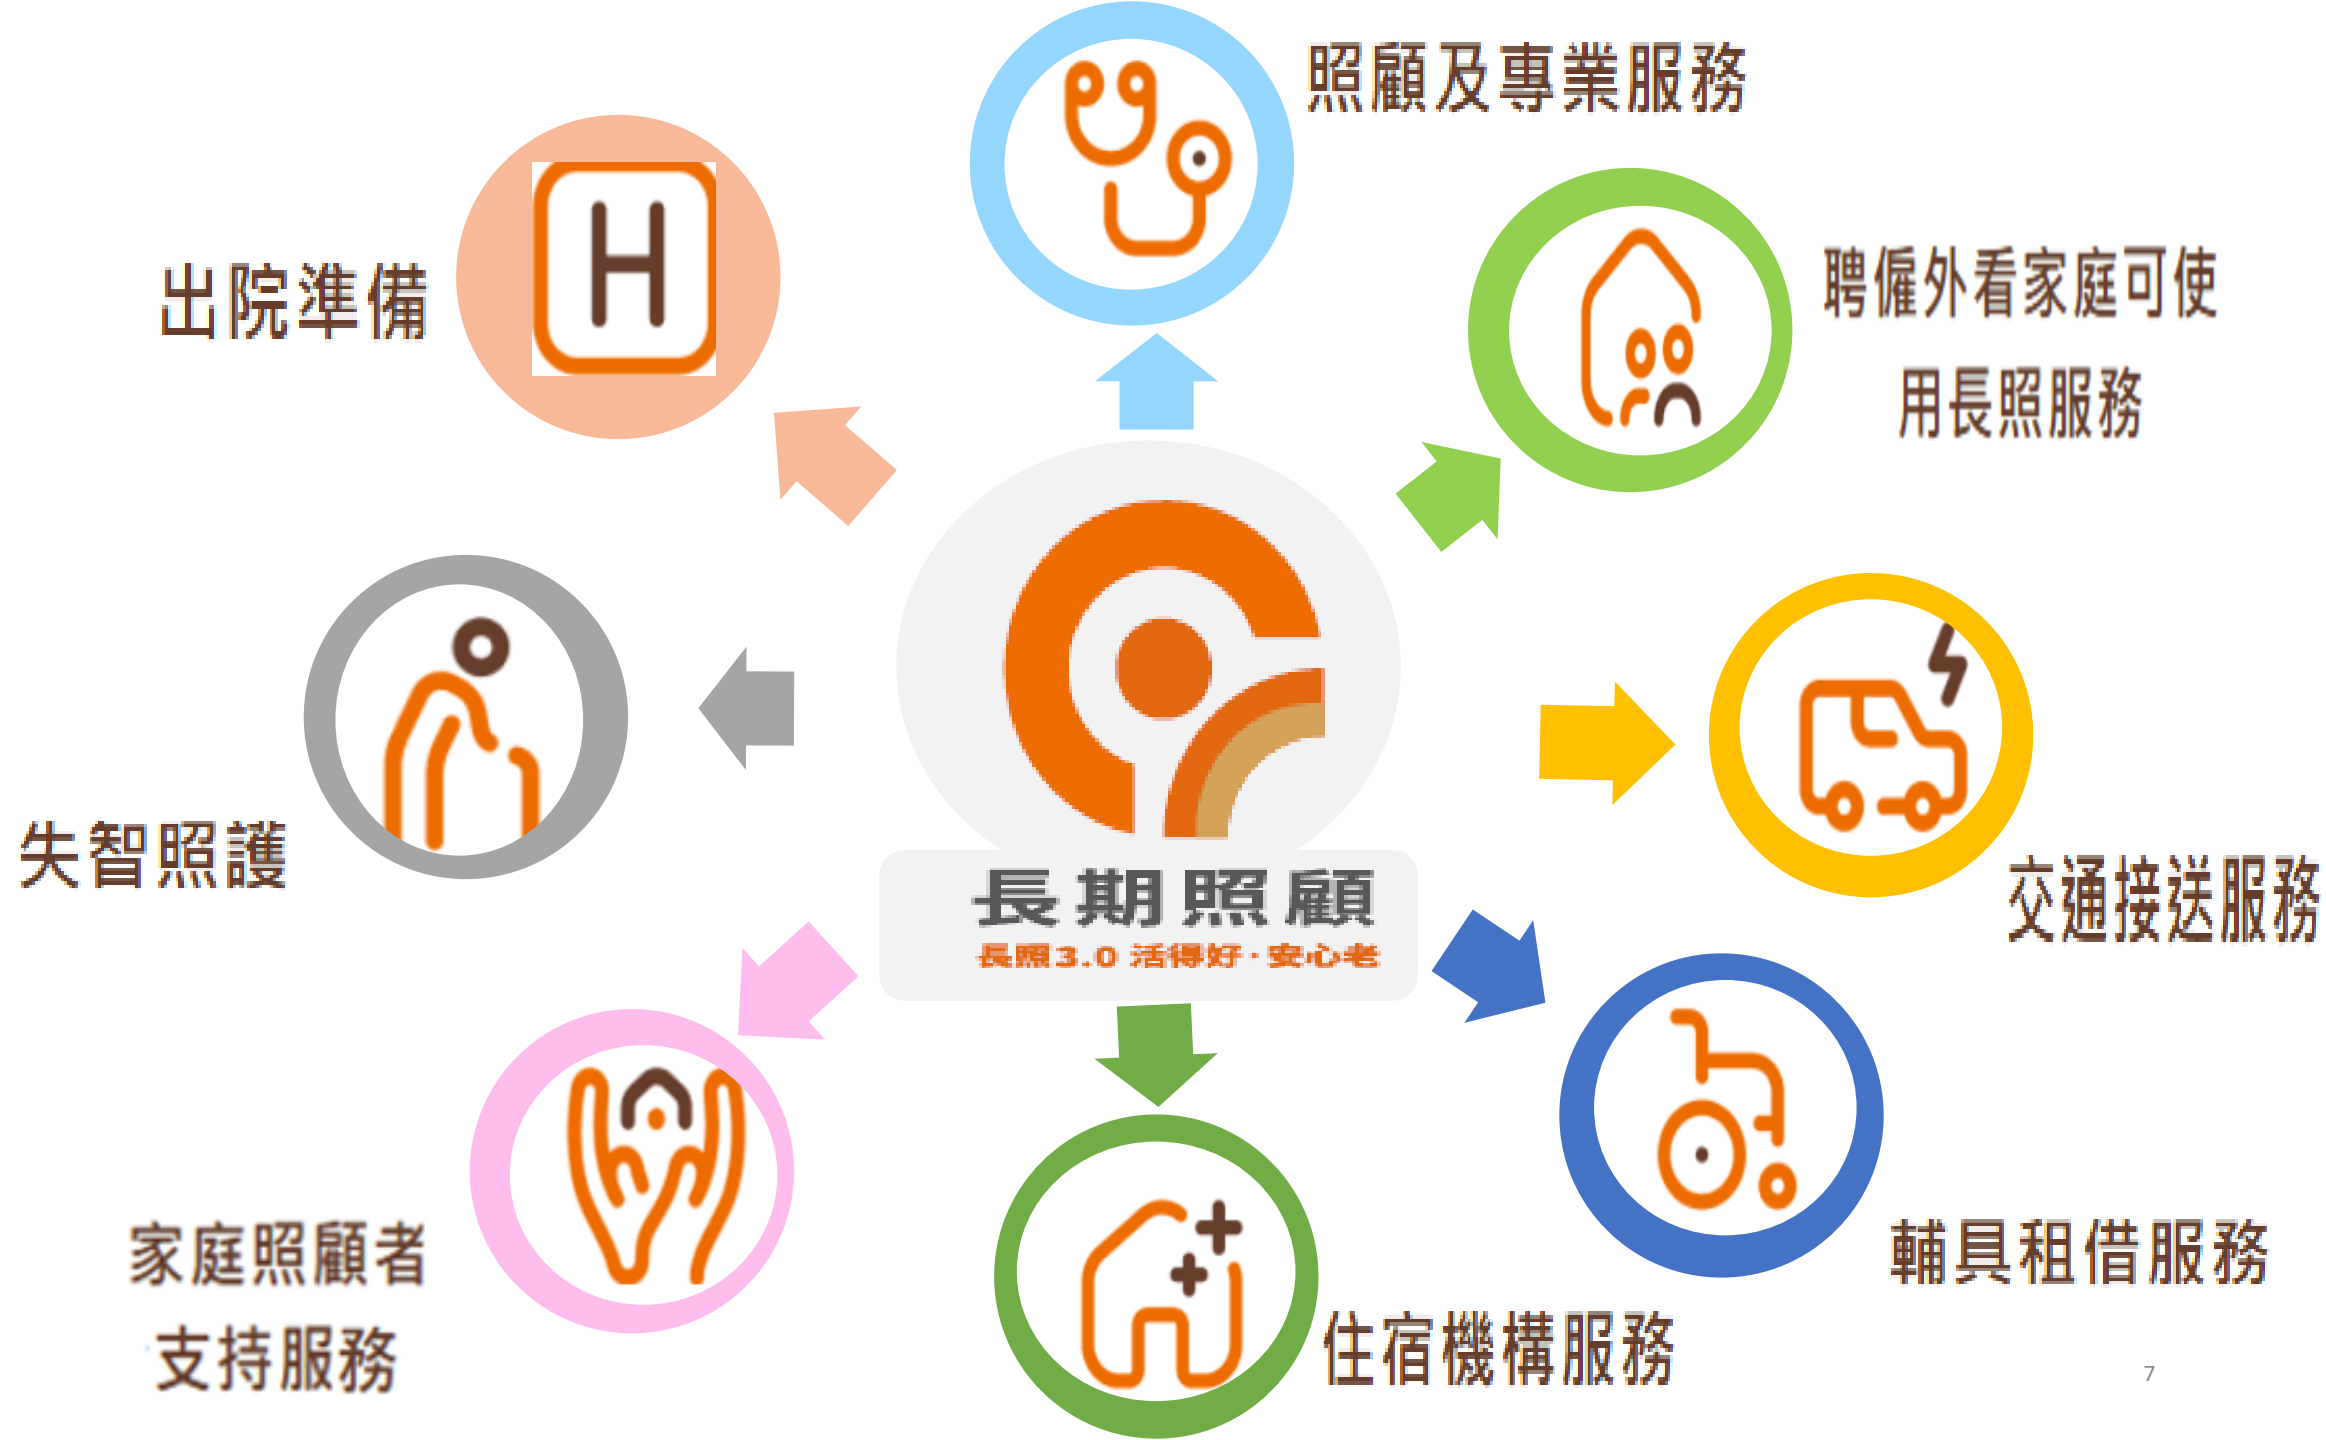 照顧及專業服務
聘僱外看家庭可使
用長照服務
出院準備
H
失智照護
長期照顧
長照3.0 活得好·安心老
交通接送服務
家庭照顧者
支持服務
輔具租借服務
住宿機構服務
7